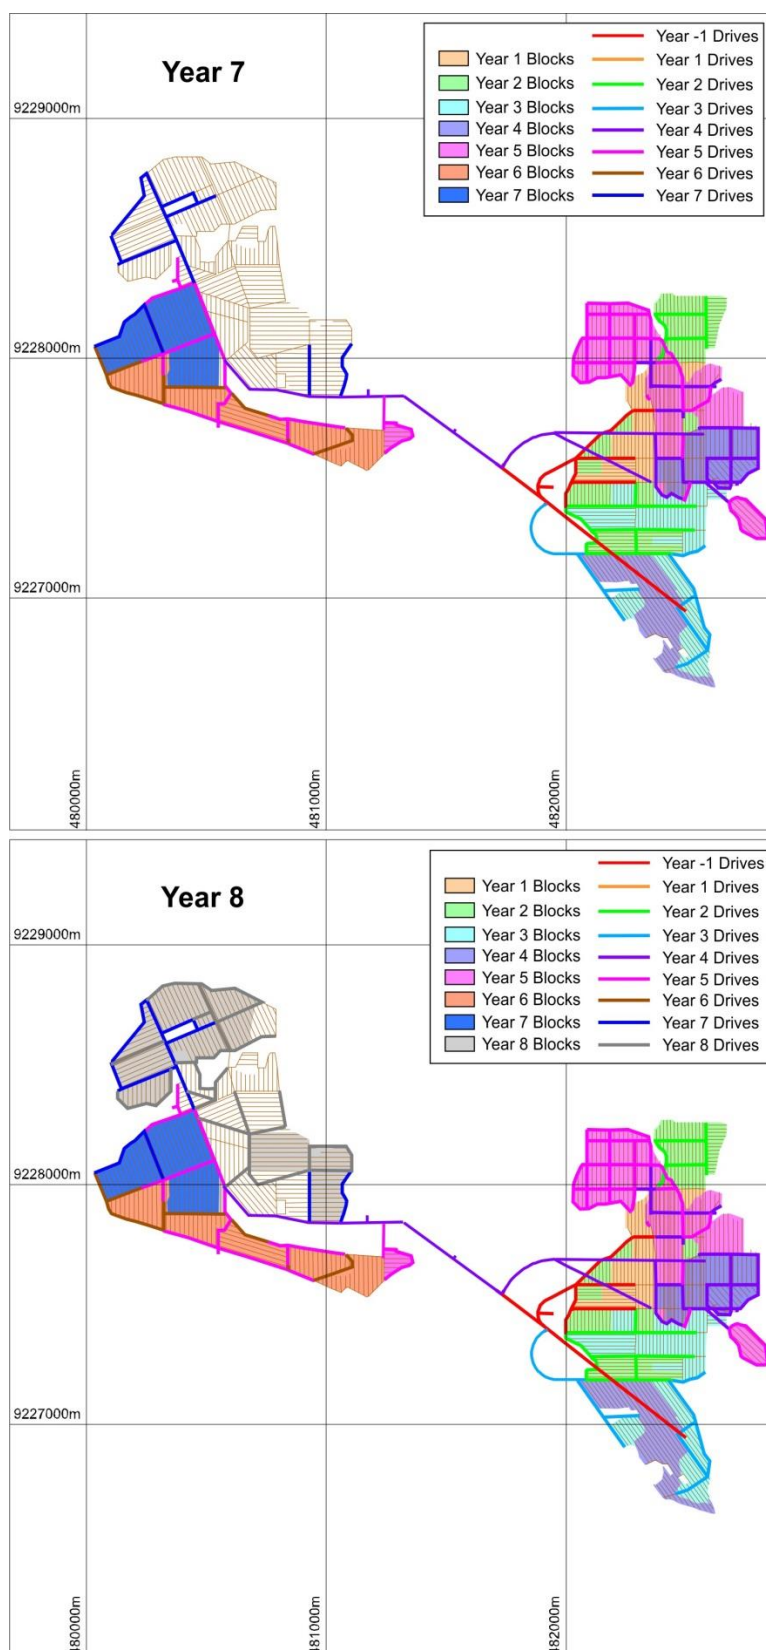 Year 7
Year -1 Drives
Year 1 Blocks
Year 1 Drives
Year 2 Blocks
Year 2 Drives
Year 3 Blocks
Year 3 Drives
Year 4 Blocks
Year 4 Drives
Year 5 Blocks
Year 5 Drives
Year 6 Blocks
Year 6 Drives
Year 7 Blocks
Year 7 Drives
9229000m
9228000m
9227000m
480000m
481000m
482000m
Year 8
Year -1 Drives
Year 1 Blocks
Year 1 Drives
Year 2 Blocks
Year 2 Drives
Year 3 Blocks
Year 3 Drives
Year 4 Blocks
Year 4 Drives
Year 5 Blocks
Year 5 Drives
Year 6 Blocks
Year 6 Drives
Year 7 Blocks
Year 7 Drives
Year 8 Blocks
Year 8 Drives
9229000m
9228000m
9227000m
480000m
481000m
482000m